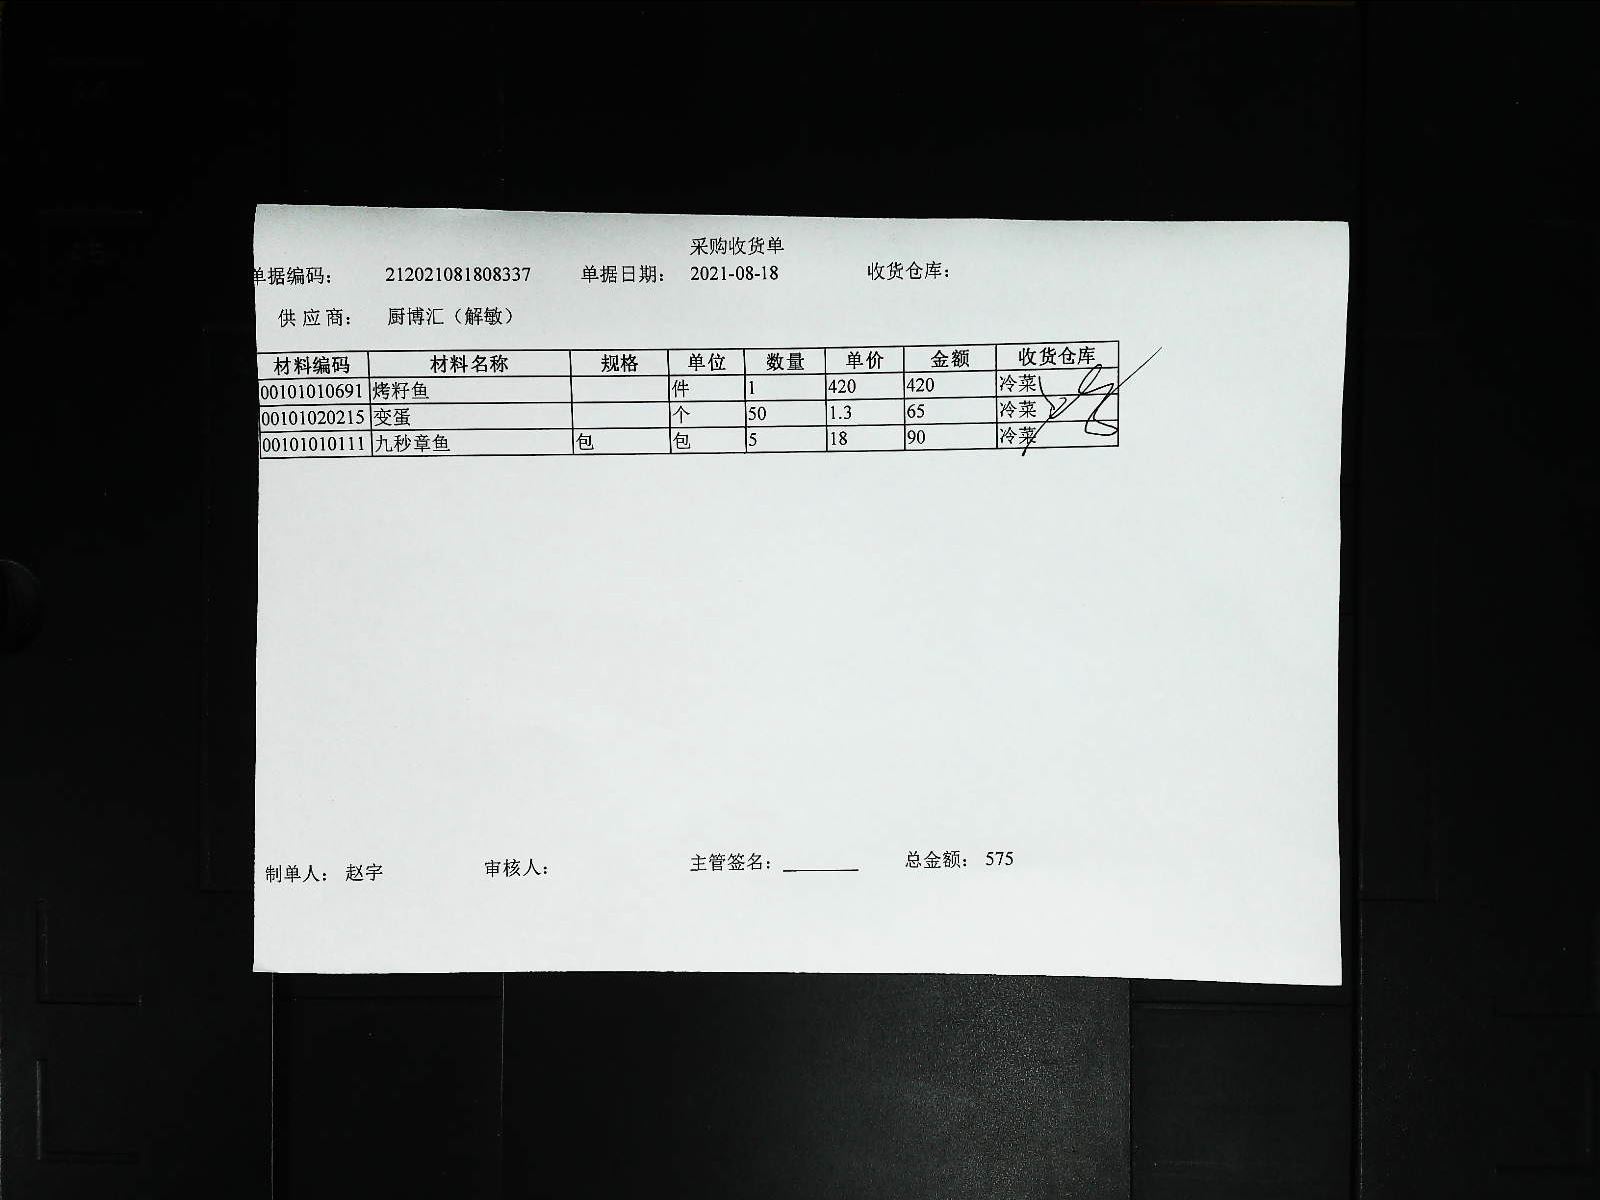 采购收货单
单据编码： 212021081808337 单据日期： 2021-08-18 收货仓库：
供应商： 厨博汇（解敏）
材料编码 材料名称 规格 单位 数量 单价 金额 收货仓库
00101010691 烤籽鱼 件 1 420 420 冷菜
00101020215 变蛋 个 50 1.3 65 冷菜
00101010111 九秒章鱼 包 包 5 18 90 冷菜
制单人： 赵宇 审核人： 主管签名： 总金额： 575